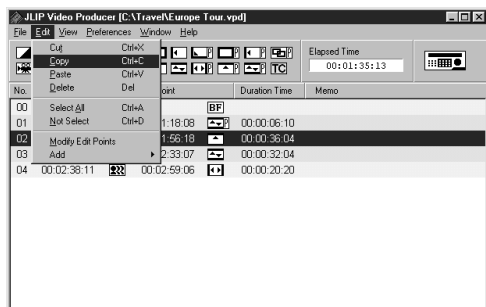 JLIP Video Producer [C:\Travel\Europe Tour.vpd]
File Edit View Preferences Window Help
Cut Ctrl+X
Copy Ctrl+C
Paste Ctrl+V
Delete Del
Select All Ctrl+A
Not Select Ctrl+D
Modify Edit Points
Add
P P P
P P P TC
Elapsed Time
00:01:35:13
No. oint Duration Time Memo
00 BF
01 1:18:08 P 00:00:06:10
02 1:56:18 00:00:36:04
03 2:33:07 00:00:32:04
04 00:02:38:11 00:02:59:06 00:00:20:20